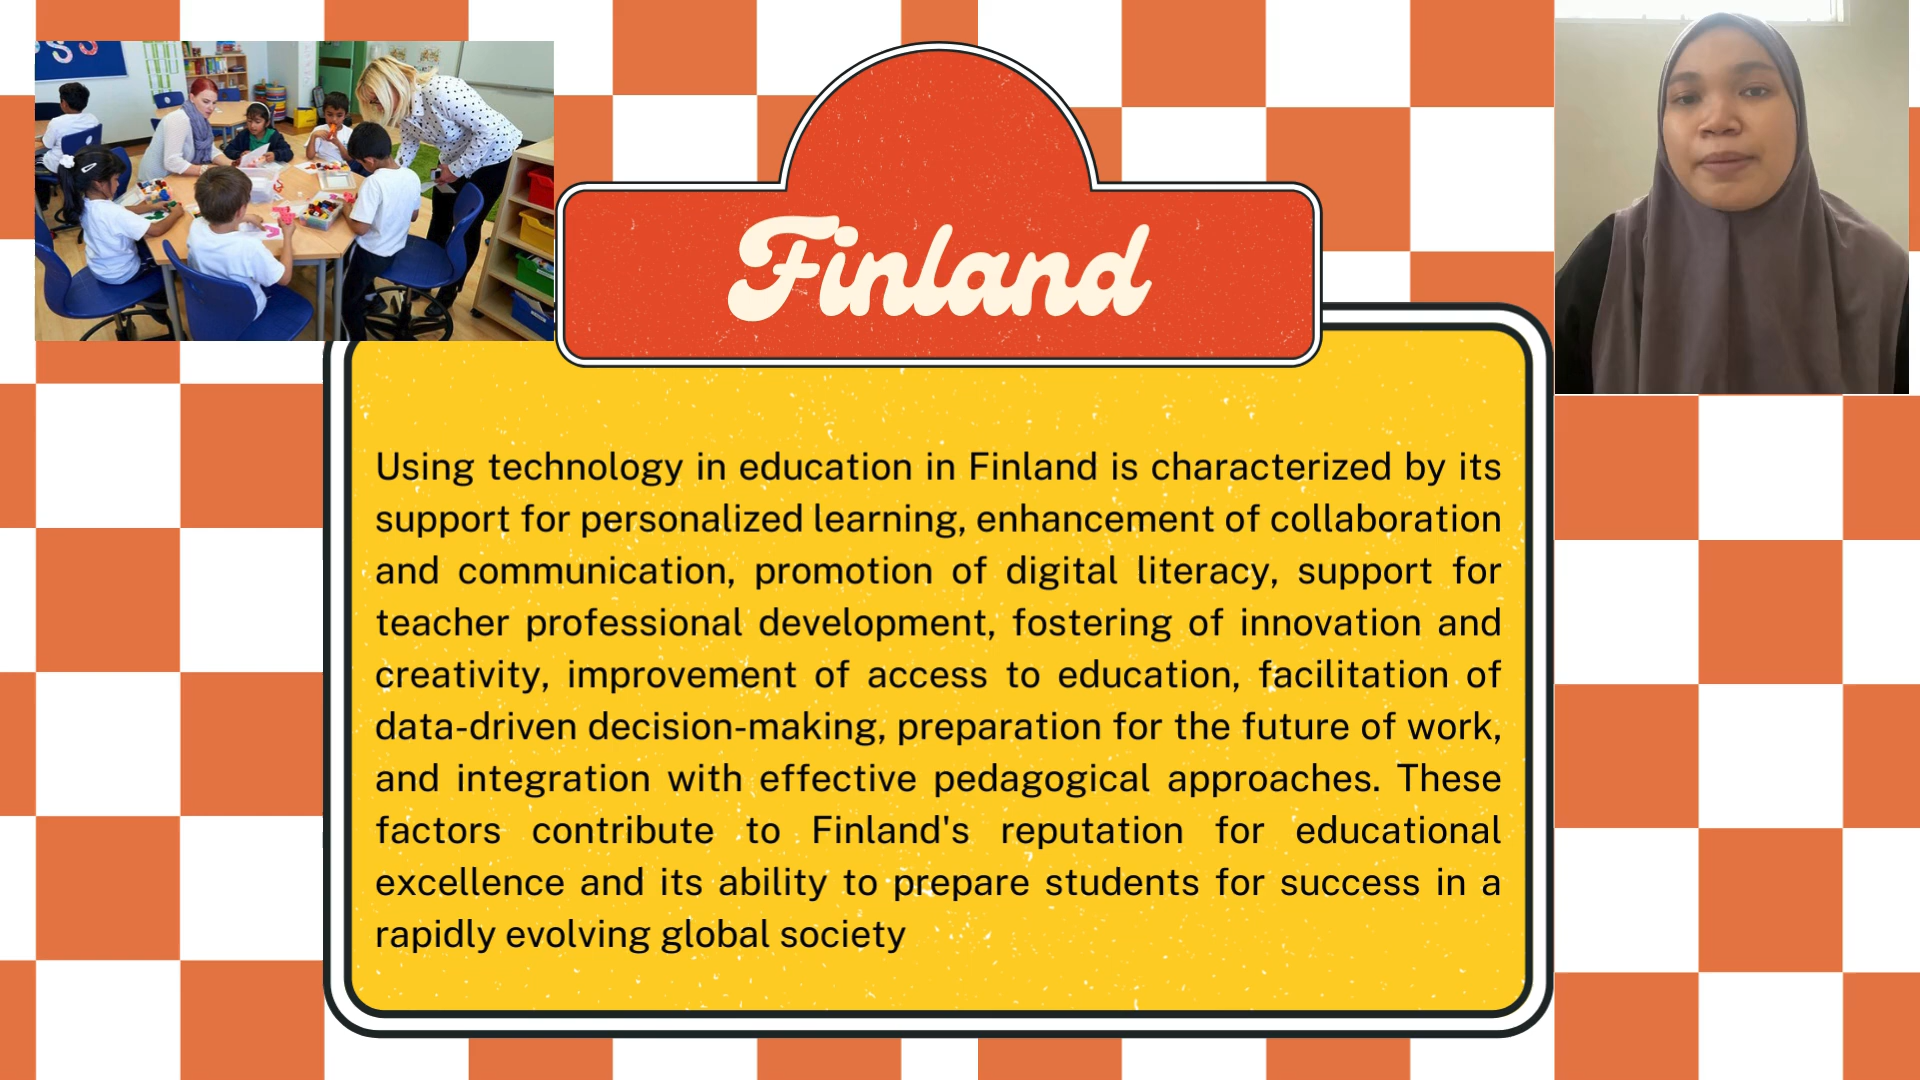 Finland
Using technology in education in Finland is characterized by its
support for personalized learning, enhancement of collaboration
and communication, promotion of digital literacy, support for
teacher professional development, fostering of innovation and
creativity, improvement of access to education, facilitation of
data-driven decision-making, preparation for the future of work,
and integration with effective pedagogical approaches. These
factors contribute to Finland's reputation for educational
excellence and its ability to prepare students for success in a
rapidly evolving global society